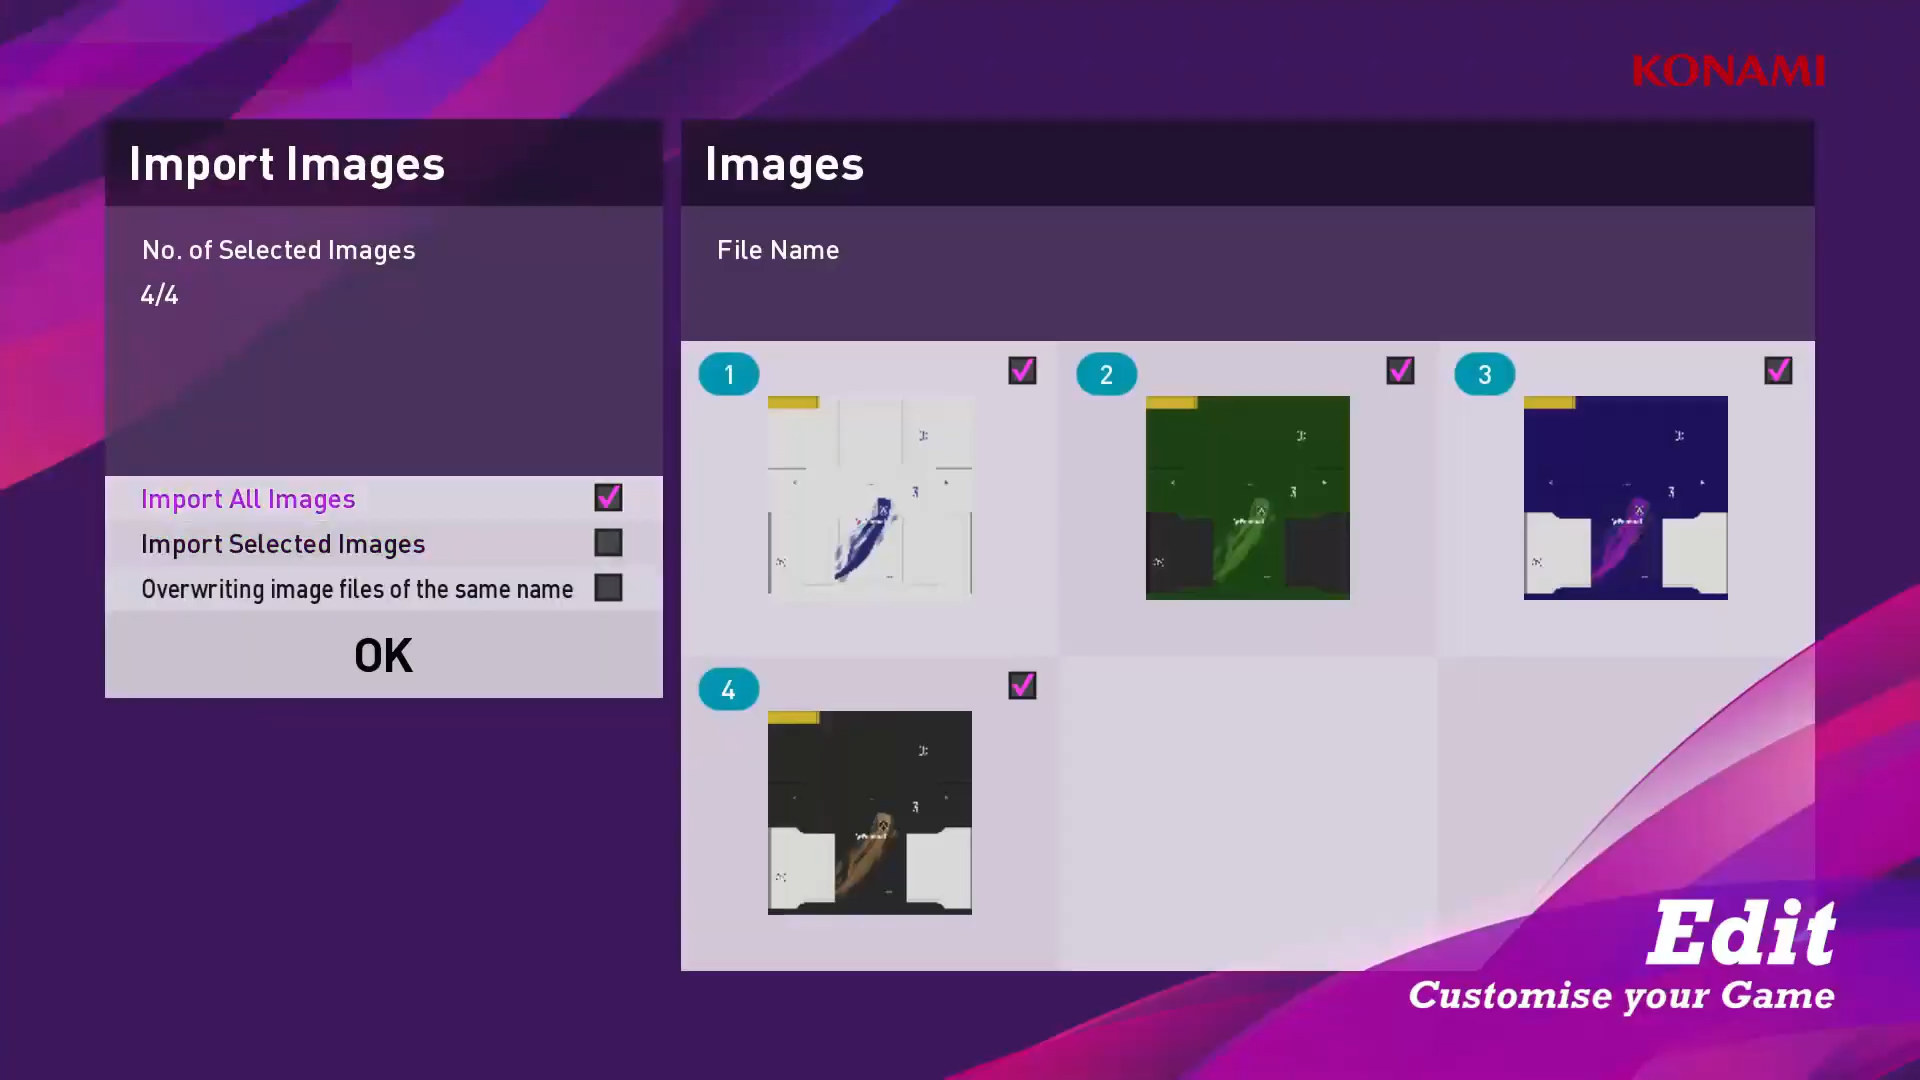 KONAMI
Import Images
No. of Selected Images
4/4
Import All Images
Import Selected Images
Overwriting image files of the same name
OK
Images
File Name
1
2
3
4
Edit
Customise your Game